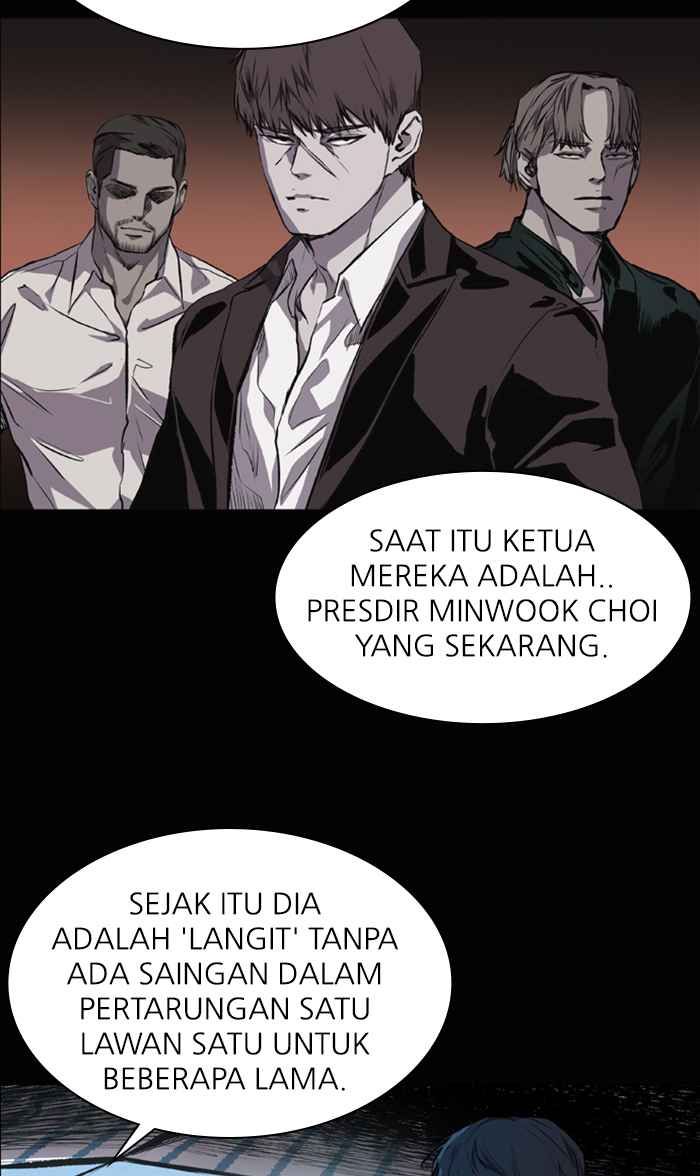 SAAT ITU KETUA
MEREKA ADALAH..
PRESDIR MINWOOK CHOI
YANG SEKARANG.
SEJAK ITU DIA
ADALAH 'LANGIT' TANPA
ADA SAINGAN DALAM
PERTARUNGAN SATU
LAWAN SATU UNTUK
BEBERAPA LAMA.